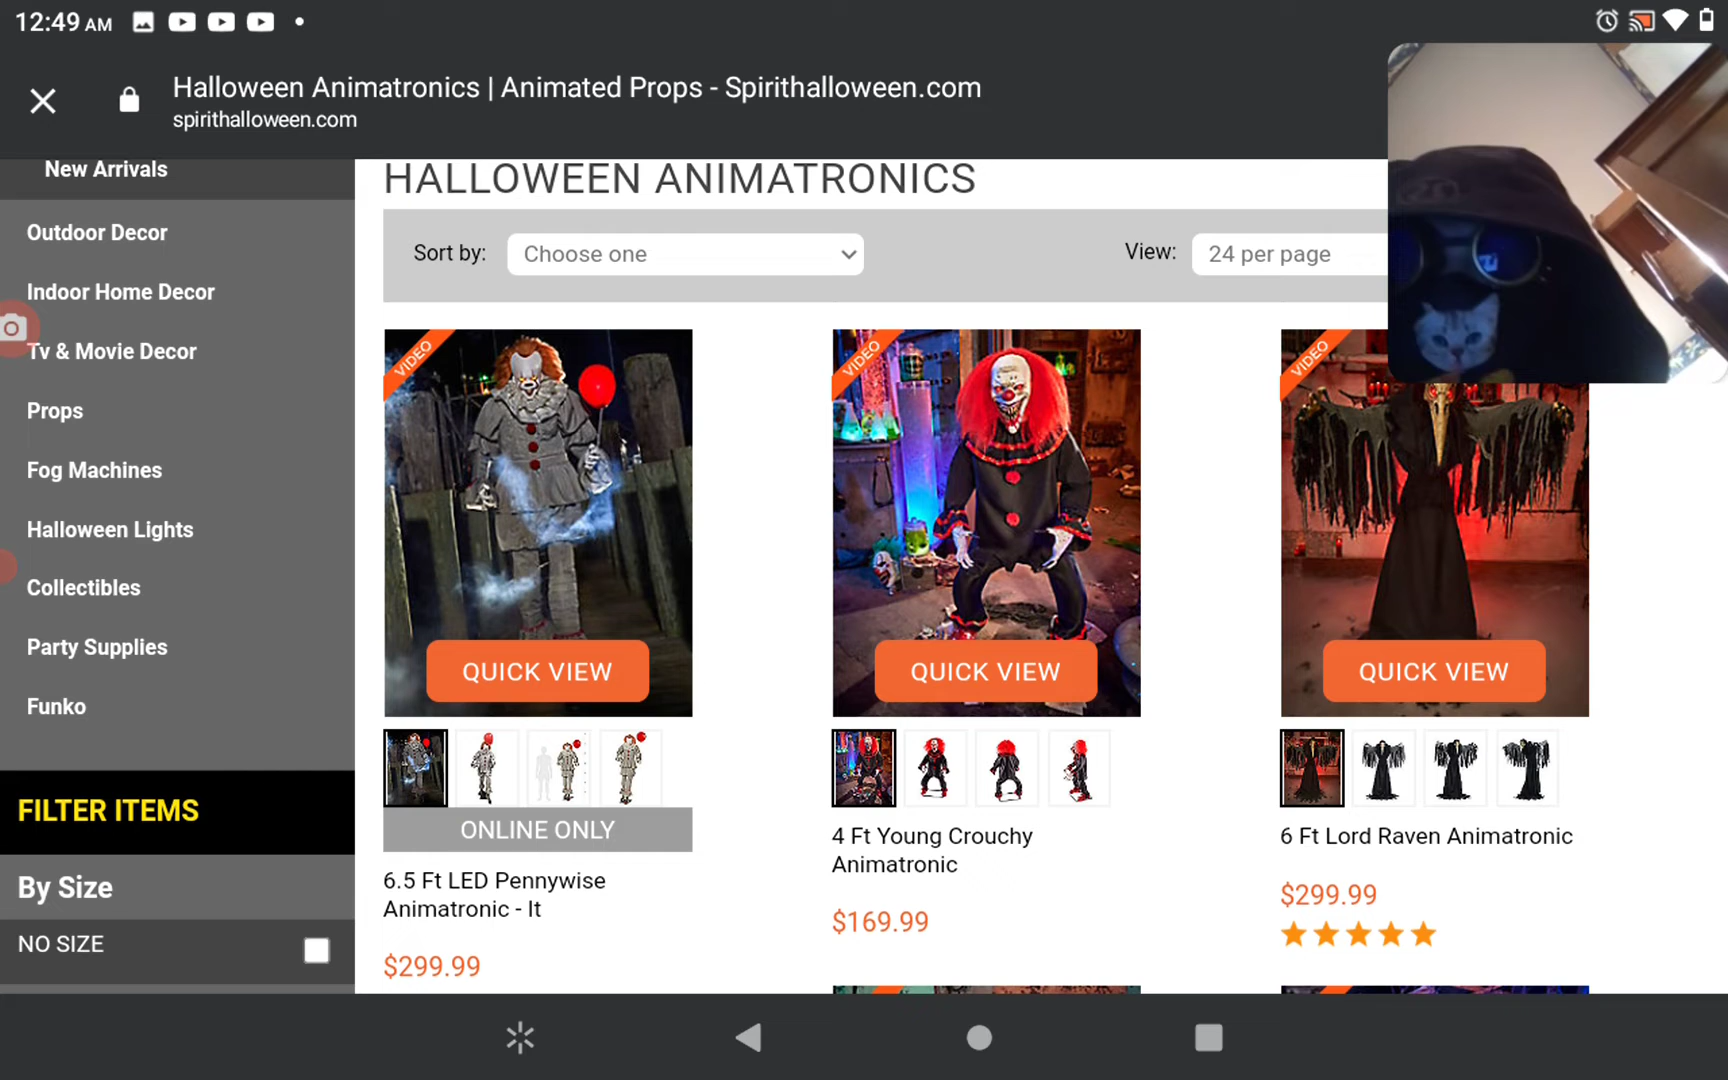 12:49 AM
Halloween Animatronics | Animated Props - Spirithalloween.com
spirithalloween.com
New Arrivals
Outdoor Decor
Indoor Home Decor
Tv & Movie Decor
Props
Fog Machines
Halloween Lights
Collectibles
Party Supplies
Funko
FILTER ITEMS
By Size
NO SIZE
HALLOWEEN ANIMATRONICS
Sort by:
Choose one
View:
24 per page
VIDEO
QUICK VIEW
ONLINE ONLY
6.5 Ft LED Pennywise
Animatronic - It
$299.99
VIDEO
QUICK VIEW
4 Ft Young Crouchy
Animatronic
$169.99
VIDEO
QUICK VIEW
6 Ft Lord Raven Animatronic
$299.99